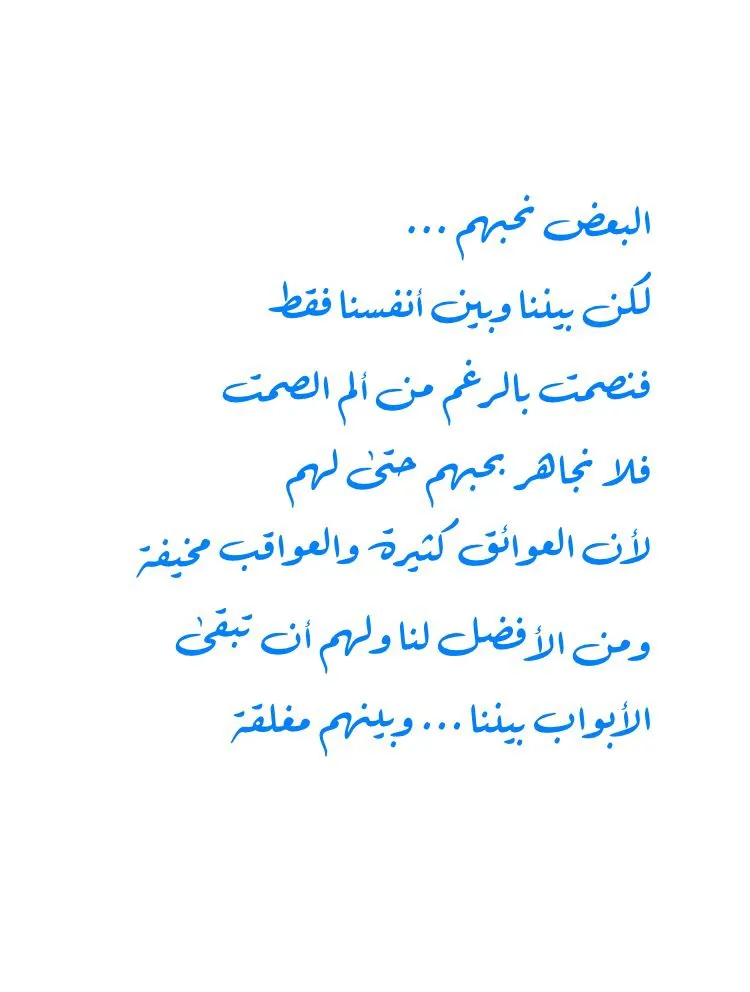 البعض نحبهم ...
لكن بيننا وبين أنفسنا فقط
فنصمت بالرغم من ألم الصمت
فلا نجاهر بحبهم حتىٰ لهم
لأن العوائق كثيرة والعواقب مخيفة
ومن الأفضل لنا ولهم أن تبقىٰ
الأبواب بيننا ... وبينهم مغلقة